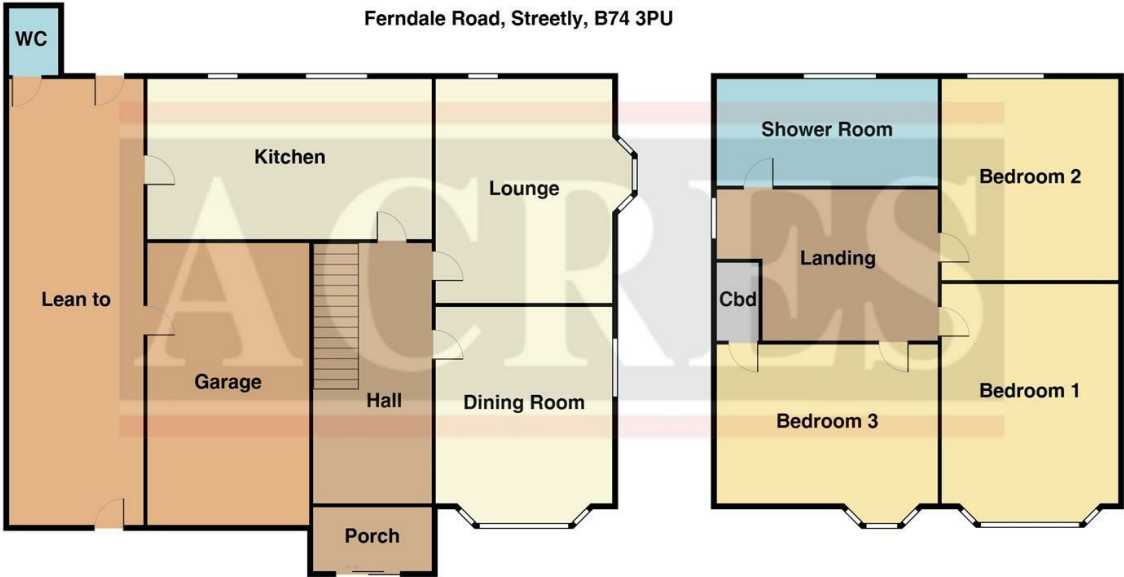 Ferndale Road, Streetly, B74 3PU
WC
Kitchen
Lounge
Lean to
Garage
Hall
Dining Room
Porch
Shower Room
Bedroom 2
Landing
Cbd
Bedroom 1
Bedroom 3
ACRES